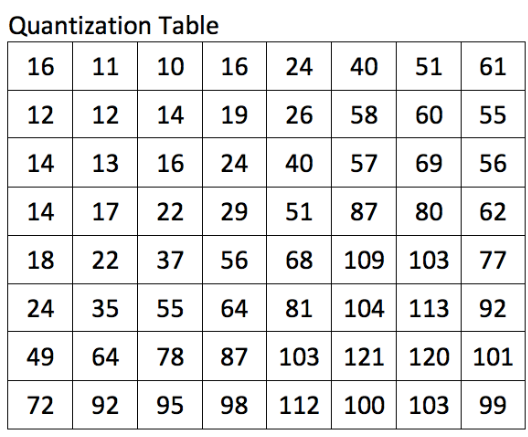 Quantization Table
16 11 10 16 24 40 51 61
12 12 14 19 26 58 60 55
14 13 16 24 40 57 69 56
14 17 22 29 51 87 80 62
18 22 37 56 68 109 103 77
24 35 55 64 81 104 113 92
49 64 78 87 103 121 120 101
72 92 95 98 112 100 103 99